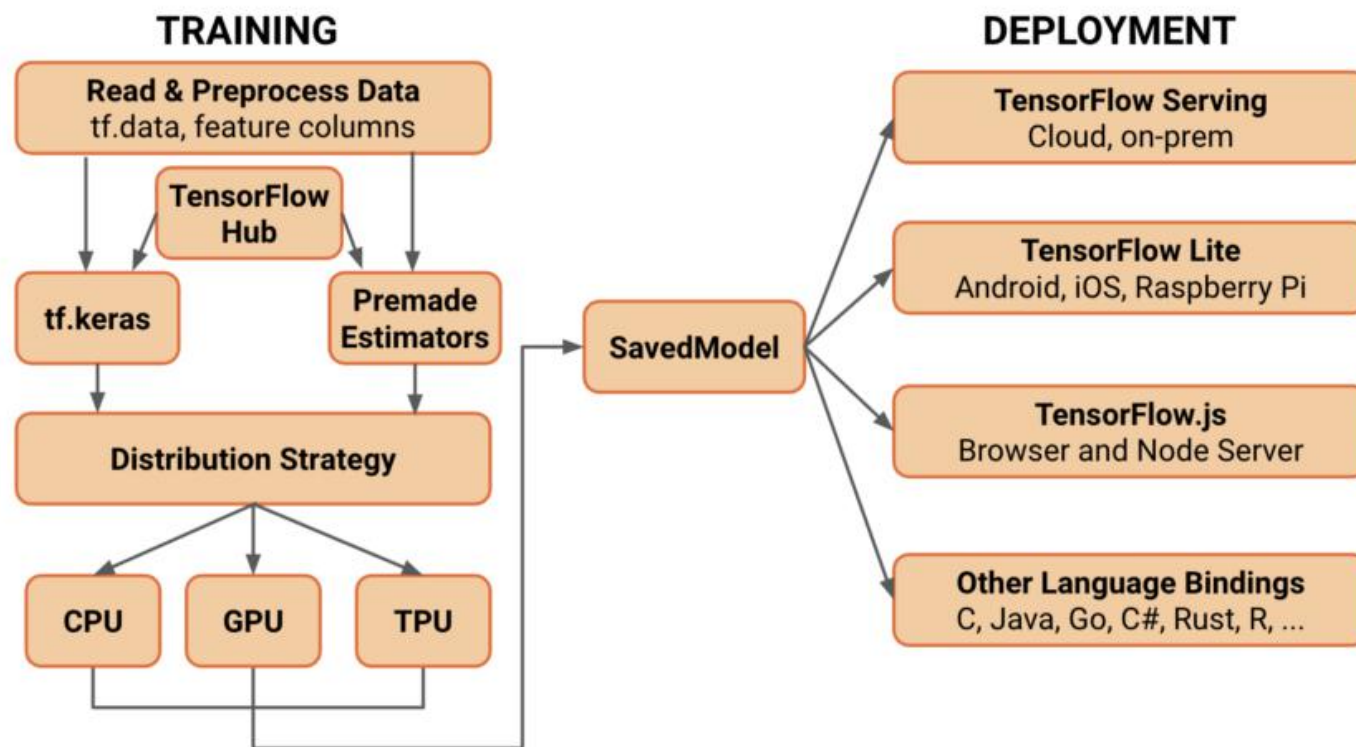 TRAINING
Read & Preprocess Data
tf.data, feature columns
TensorFlow
Hub
tf.keras
Premade
Estimators
Distribution Strategy
CPU
GPU
TPU
SavedModel
DEPLOYMENT
TensorFlow Serving
Cloud, on-prem
TensorFlow Lite
Android, iOS, Raspberry Pi
TensorFlow.js
Browser and Node Server
Other Language Bindings
C, Java, Go, C#, Rust, R, ...